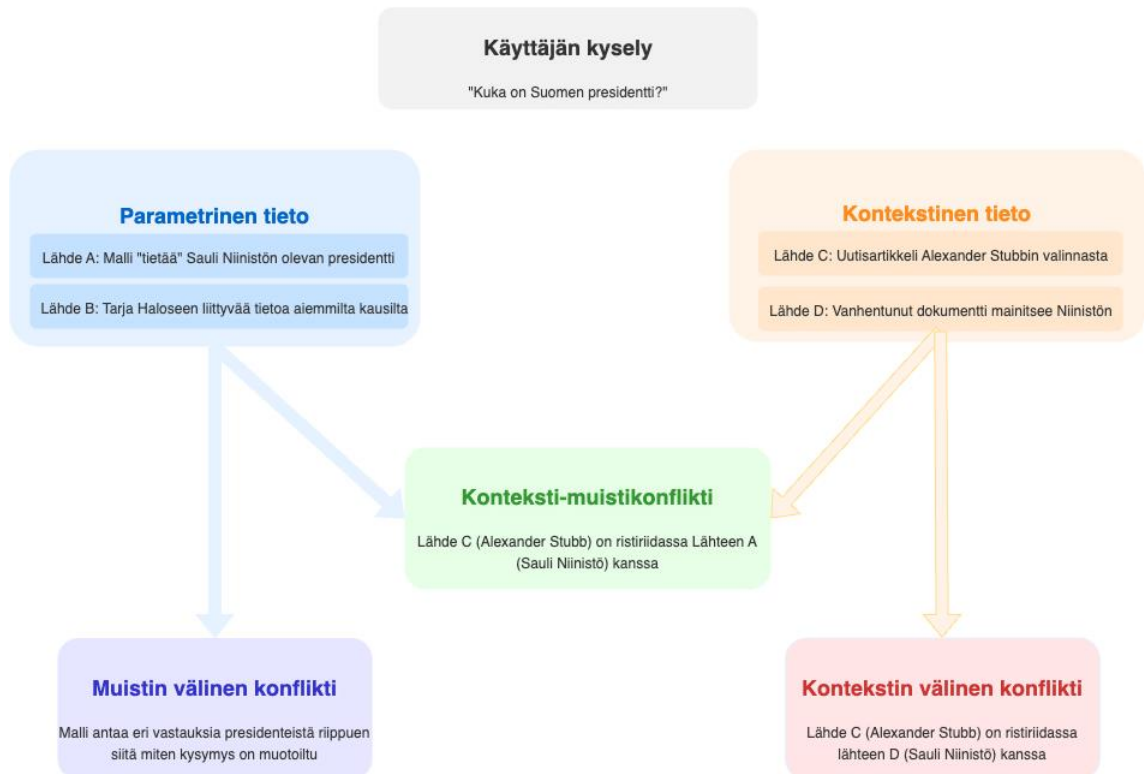 Käyttäjän kysely
"Kuka on Suomen presidentti?"
Parametrinen tieto
Lähde A: Malli "tietää" Sauli Niinistön olevan presidentti
Lähde B: Tarja Haloseen liittyvää tietoa aiemmilta kausilta
Kontekstinen tieto
Lähde C: Uutisartikkeli Alexander Stubbin valinnasta
Lähde D: Vanhentunut dokumentti mainitsee Niinistön
Konteksti-muistikonflikti
Lähde C (Alexander Stubb) on ristiriidassa Lähteen A
(Sauli Niinistö) kanssa
Muistin välinen konflikti
Malli antaa eri vastauksia presidenteistä riippuen
siitä miten kysymys on muotoiltu
Kontekstin välinen konflikti
Lähde C (Alexander Stubb) on ristiriidassa
lähteen D (Sauli Niinistö) kanssa